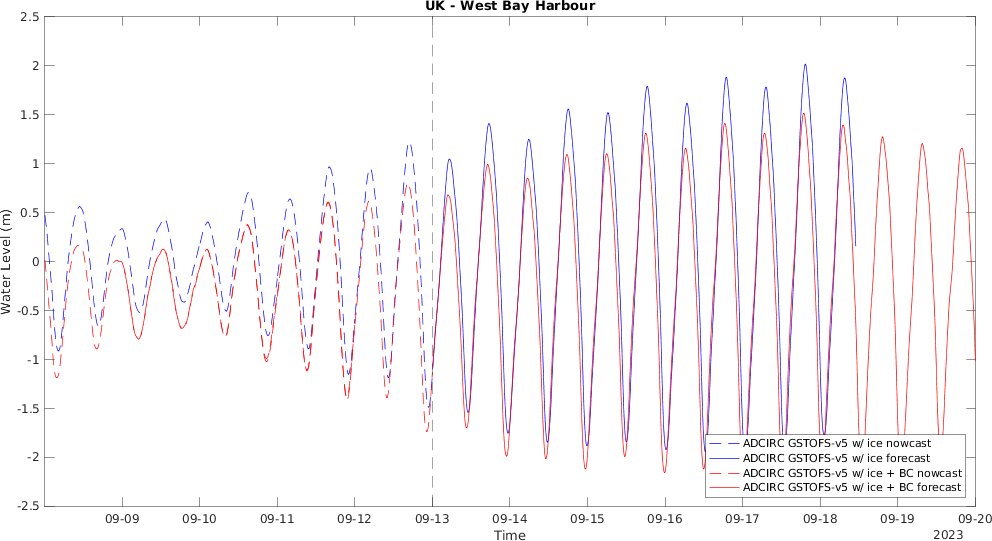 UK - West Bay Harbour
2.5
2
1.5
1
0.5
0
-0.5
-1
-1.5
-2
-2.5
Water Level (m)
ADCIRC GSTOFS-v5 w/ ice nowcast
ADCIRC GSTOFS-v5 w/ ice forecast
ADCIRC GSTOFS-v5 w/ ice + BC nowcast
ADCIRC GSTOFS-v5 w/ ice + BC forecast
09-09 09-10 09-11 09-12 09-13 09-14 09-15 09-16 09-17 09-18 09-19 09-20
Time
2023